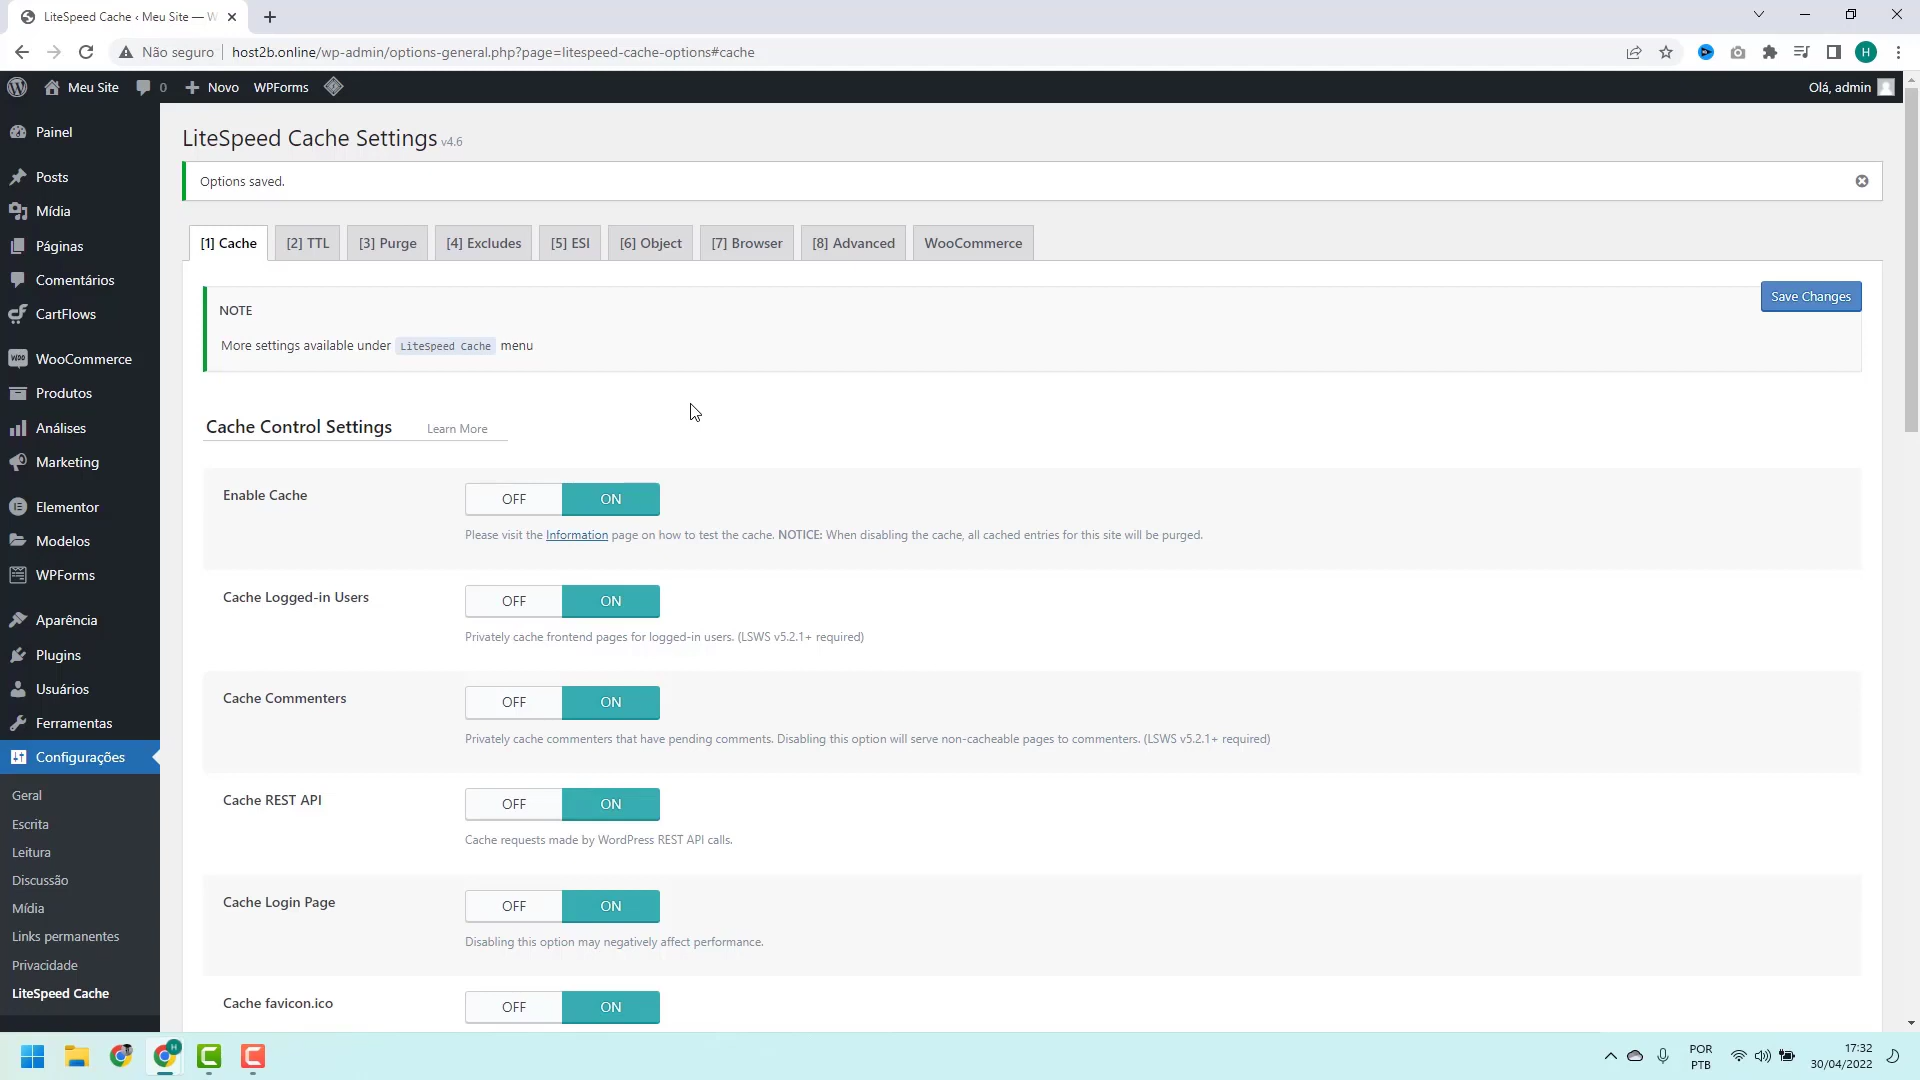 LiteSpeed Cache ‹ Meu Site — W
Não seguro
host2b.online/wp-admin/options-general.php?page=litespeed-cache-options#cache
H
Meu Site
0
Novo
WPForms
Olá, admin
Painel
Posts
Mídia
Páginas
Comentários
CartFlows
WooCommerce
Produtos
Análises
Marketing
Elementor
Modelos
WPForms
Aparência
Plugins
Usuários
Ferramentas
Configurações
Geral
Escrita
Leitura
Discussão
Mídia
Links permanentes
Privacidade
LiteSpeed Cache
LiteSpeed Cache Settings v4.6
Options saved.
[1] Cache
[2] TTL
[3] Purge
[4] Excludes
[5] ESI
[6] Object
[7] Browser
[8] Advanced
WooCommerce
Save Changes
NOTE
More settings available under LiteSpeed Cache menu
Cache Control Settings
Learn More
Enable Cache
OFF
ON
Please visit the Information page on how to test the cache. NOTICE: When disabling the cache, all cached entries for this site will be purged.
Cache Logged-in Users
OFF
ON
Privately cache frontend pages for logged-in users. (LSWS v5.2.1+ required)
Cache Commenters
OFF
ON
Privately cache commenters that have pending comments. Disabling this option will serve non-cacheable pages to commenters. (LSWS v5.2.1+ required)
Cache REST API
OFF
ON
Cache requests made by WordPress REST API calls.
Cache Login Page
OFF
ON
Disabling this option may negatively affect performance.
Cache favicon.ico
OFF
ON
POR
PTB
17:32
30/04/2022